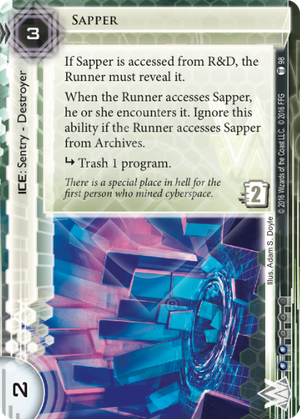 3
SAPPER
ICE: Sentry - Destroyer
If Sapper is accessed from R&D, the
Runner must reveal it.
When the Runner accesses Sapper,
he or she encounters it. Ignore this
ability if the Runner accesses Sapper
from Archives.
↳ Trash 1 program.
There is a special place in hell for the
first person who mined cyberspace.
2
98
© 2016 Wizards of the Coast LLC. © 2016 FFG
Illus. Adam S. Doyle
2